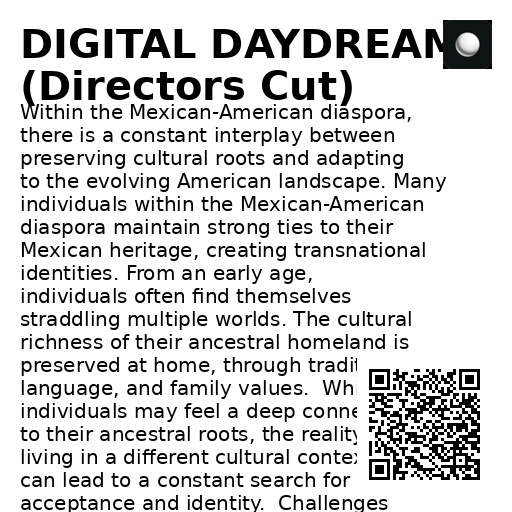 DIGITAL DAYDREAM
(Directors Cut)
Within the Mexican-American diaspora,
there is a constant interplay between
preserving cultural roots and adapting
to the evolving American landscape. Many
individuals within the Mexican-American
diaspora maintain strong ties to their
Mexican heritage, creating transnational
identities. From an early age,
individuals often find themselves
straddling multiple worlds. The cultural
richness of their ancestral homeland is
preserved at home, through
language, and family values.
individuals may feel a deep
to their ancestral roots, the reality
living in a different cultural
can lead to a constant search for
acceptance and identity.  Challenges